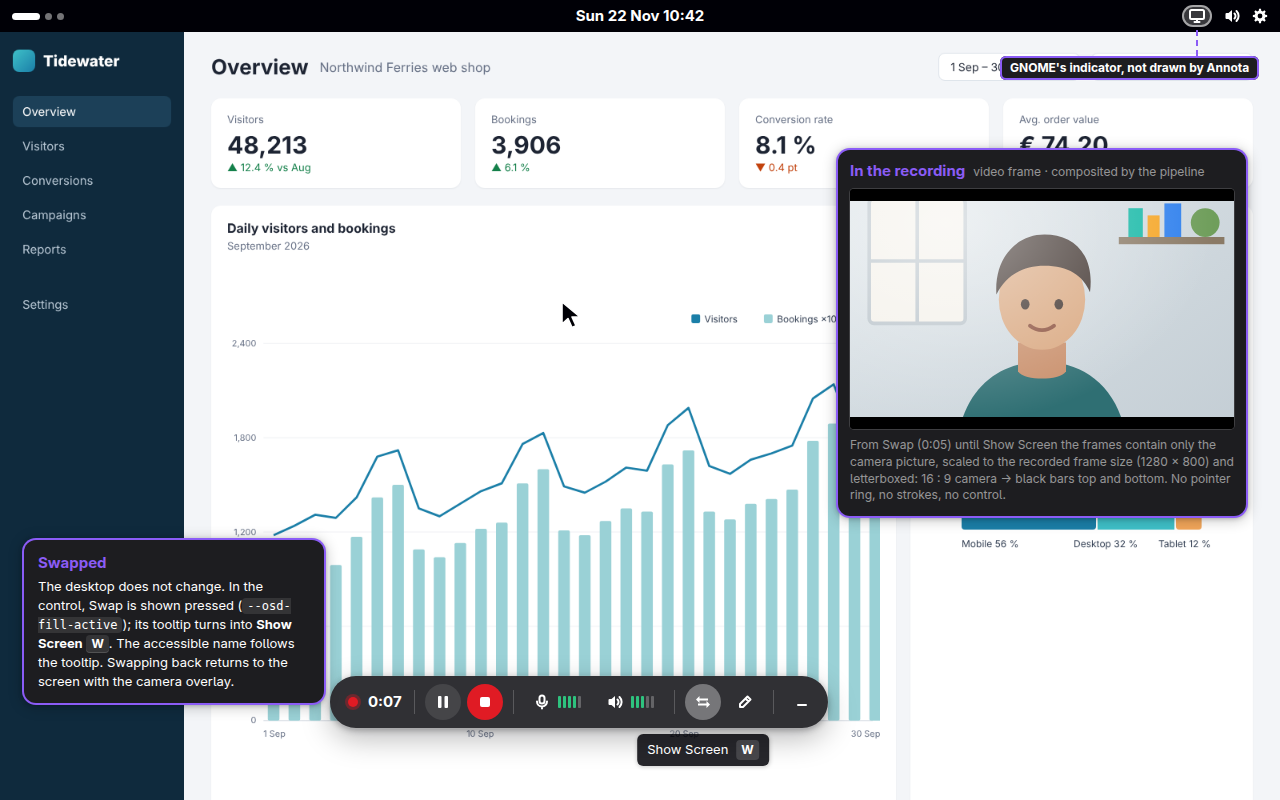 Sun 22 Nov 10:42
Tidewater
Overview
Visitors
Conversions
Campaigns
Reports
Settings
Overview Northwind Ferries web shop
1 Sep – 30
GNOME's indicator, not drawn by Annota
Visitors
48,213
▲ 12.4 % vs Aug
Bookings
3,906
▲ 6.1 %
Conversion rate
8.1 %
▼ 0.4 pt
Avg. order value
€ 74.20
Daily visitors and bookings
September 2026
Visitors
Bookings ×10
2,400
1,800
1,200
0
1 Sep
10 Sep
20 Sep
30 Sep
In the recording video frame · composited by the pipeline
From Swap (0:05) until Show Screen the frames contain only the
camera picture, scaled to the recorded frame size (1280 × 800) and
letterboxed: 16 : 9 camera → black bars top and bottom. No pointer
ring, no strokes, no control.
Mobile 56 %
Desktop 32 %
Tablet 12 %
Swapped
The desktop does not change. In the
control, Swap is shown pressed (--osd-
fill-active); its tooltip turns into Show
Screen W. The accessible name follows
the tooltip. Swapping back returns to the
screen with the camera overlay.
0:07
Show Screen W